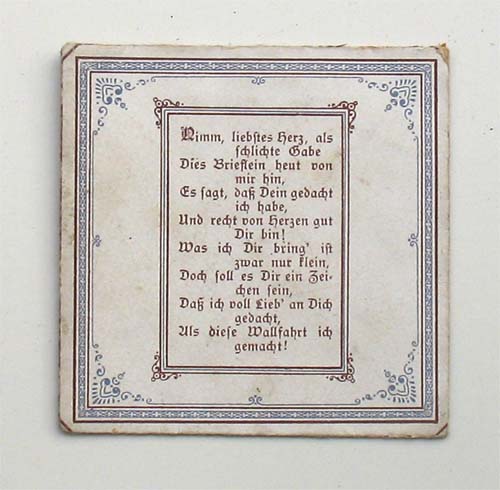 Nimm, liebstes Herz, als
schlichte Gabe
Dies Brieflein heut von
mir hin,
Es sagt, daß Dein gedacht
ich habe,
Und recht von Herzen gut
Dir bin!
Was ich Dir bring' ist
zwar nur klein,
Doch soll es Dir ein Zei-
chen sein,
Daß ich voll Lieb' an Dich
gedacht,
Als diese Wallfahrt ich
gemacht!